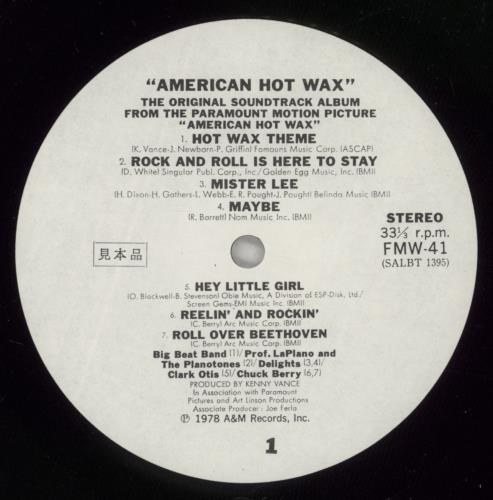 "AMERICAN HOT WAX"
THE ORIGINAL SOUNDTRACK ALBUM
FROM THE PARAMOUNT MOTION PICTURE
"AMERICAN HOT WAX"
1. HOT WAX THEME
(K. Vance-J. Newborn-P. Griffin) Famouns Music Corp. (ASCAP)
2. ROCK AND ROLL IS HERE TO STAY
(D. White) Singular Publ. Corp., Inc/Golden Egg Music, Inc. (BMI)
3. MISTER LEE
(H. Dixon-H. Gathers-L. Webb-E. R. Pought-J. Pought) Belinda Music (BMI)
4. MAYBE
(R. Barrett) Nom Music Inc. (BMI)
STEREO
33⅓ r.p.m.
FMW-41
(SALBT 1395)
見本品
5. HEY LITTLE GIRL
(O. Blackwell-B. Stevenson) Obie Music, A Division of ESP-Disk, Ltd./
Screen Gems-EMI Music Inc. (BMI)
6. REELIN' AND ROCKIN'
(C. Berry) Arc Music Corp. (BMI)
7. ROLL OVER BEETHOVEN
(C. Berry) Arc Music Corp. (BMI)
Big Beat Band (1)/Prof. LaPlano and
The Planotones (2)/Delights (3,4)/
Clark Otis (5)/Chuck Berry (6,7)
PRODUCED BY KENNY VANCE
In Association with Paramount
Pictures and Art Linson Productions
Associate Producer : Joe Ferla
℗ 1978 A&M Records, Inc.
1